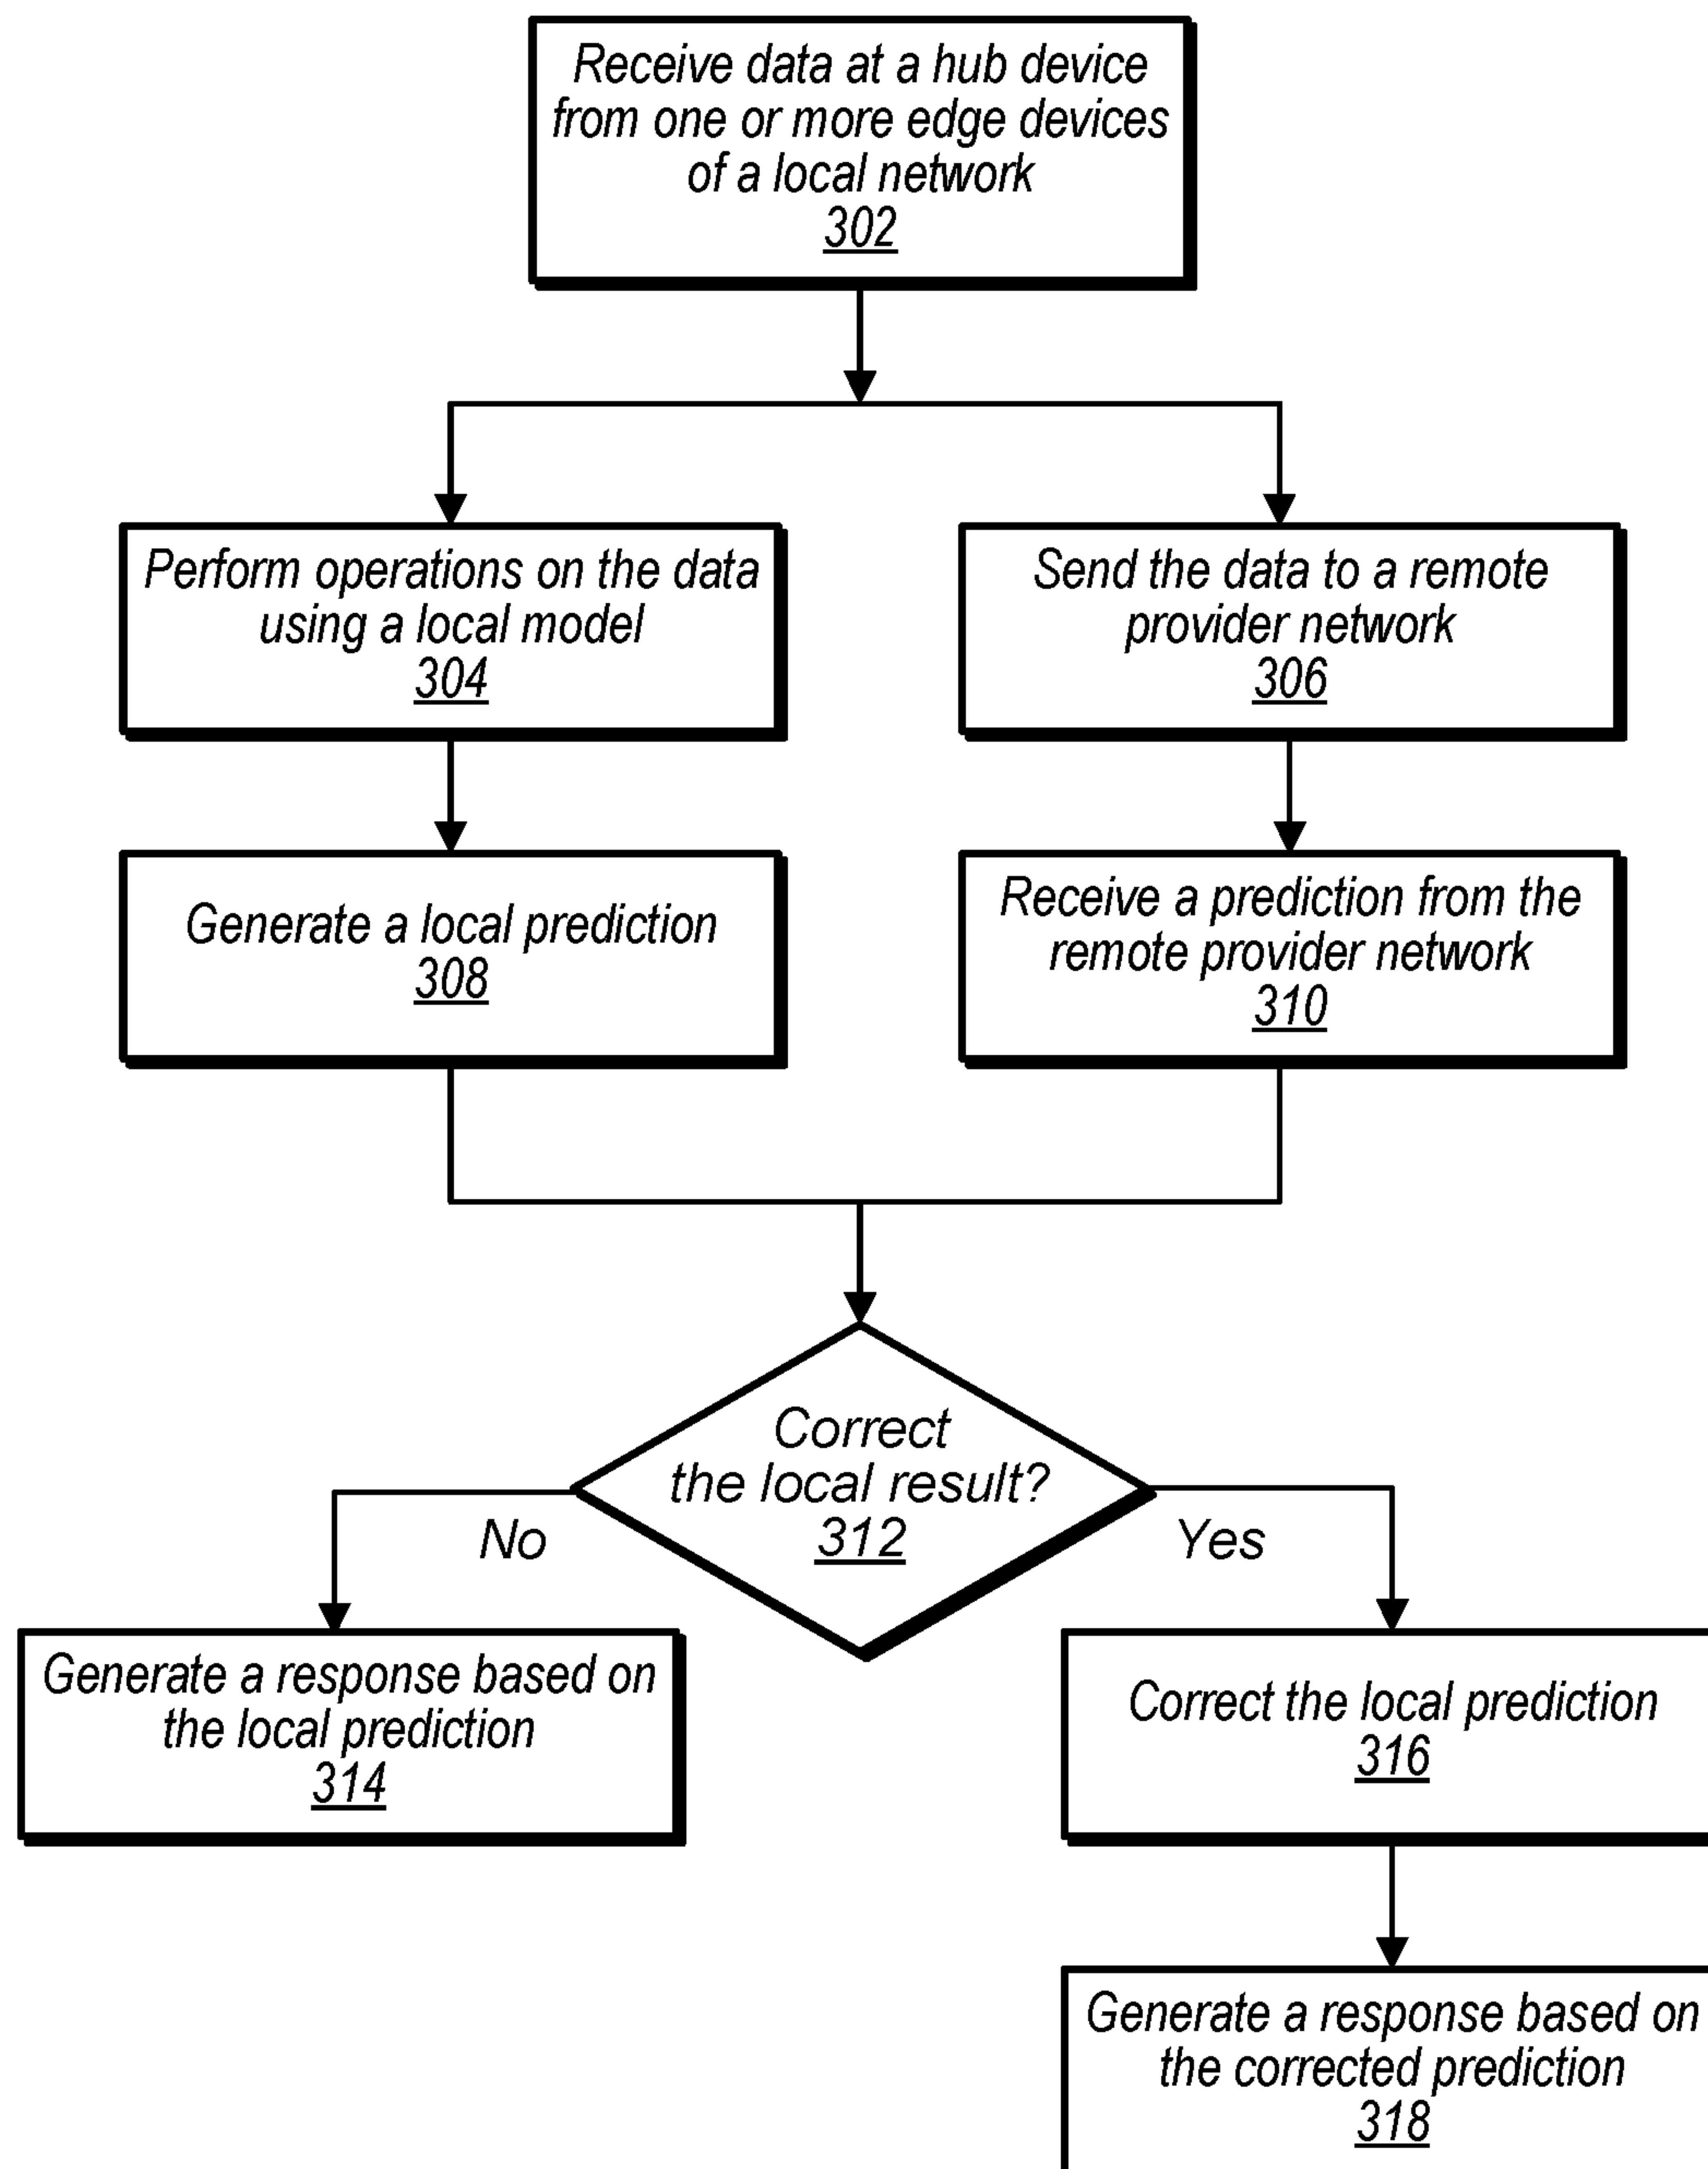 Receive data at a hub device
from one or more edge devices
of a local network
302
Perform operations on the data
using a local model
304
Send the data to a remote
provider network
306
Generate a local prediction
308
Receive a prediction from the
remote provider network
310
Correct
the local result?
312
No
Yes
Generate a response based on
the local prediction
314
Correct the local prediction
316
Generate a response based on
the corrected prediction
318